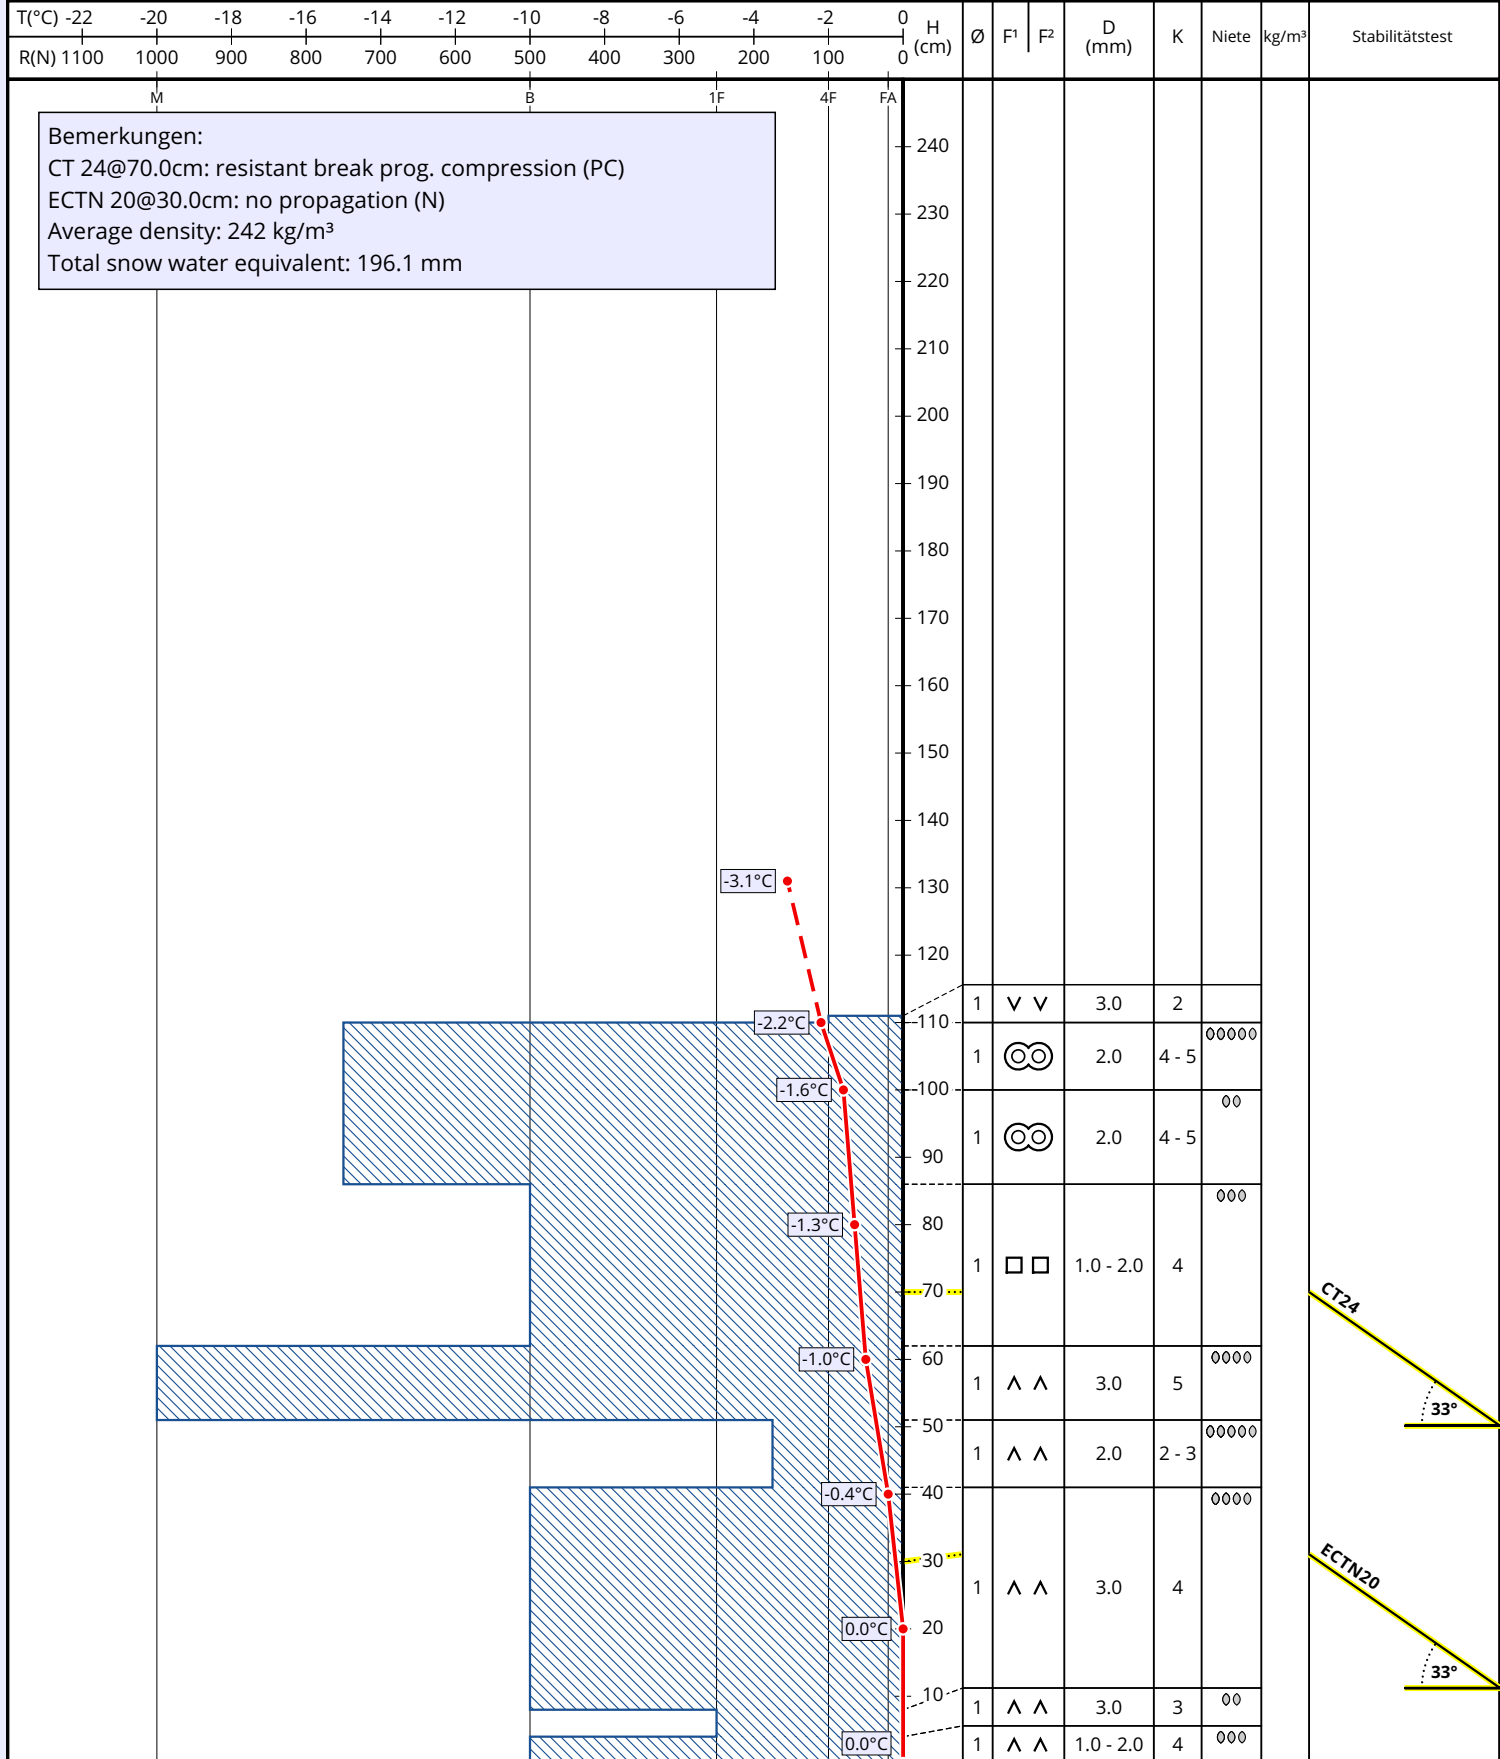 T(°C) -22 -20 -18 -16 -14 -12 -10 -8 -6 -4 -2 0
R(N) 1100 1000 900 800 700 600 500 400 300 200 100 0
H (cm) Ø F¹ F² D (mm) K Niete kg/m³ Stabilitätstest
M B 1F 4F FA
Bemerkungen:
CT 24@70.0cm: resistant break prog. compression (PC)
ECTN 20@30.0cm: no propagation (N)
Average density: 242 kg/m³
Total snow water equivalent: 196.1 mm
240
230
220
210
200
190
180
170
160
150
140
-3.1°C 130
120
1 3.0 2
-2.2°C 110
1 2.0 4 - 5
-1.6°C 100
1 2.0 4 - 5
90
-1.3°C 80
1 1.0 - 2.0 4
70 CT24
-1.0°C 60
1 3.0 5
33°
50
1 2.0 2 - 3
-0.4°C 40
30 ECTN20
1 3.0 4
0.0°C 20
33°
10
1 3.0 3
0.0°C 1 1.0 - 2.0 4